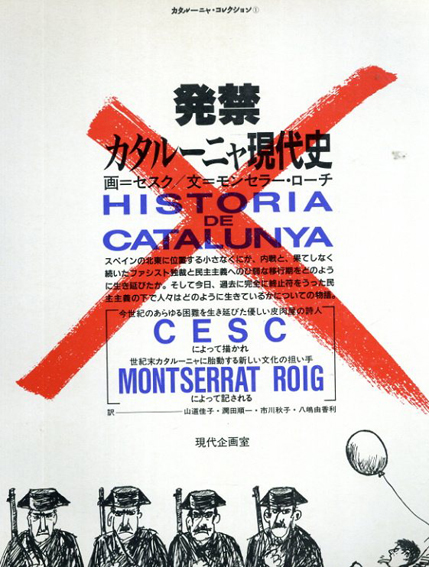 カタルーニャ・コレクション①
発禁
カタルーニャ現代史
画=セスク/文=モンセラー・ローチ
HISTORIA
DE
CATALUNYA
スペインの北東に位置する小さなくにが、内戦と、果てしなく
続いたファシスト独裁と民主主義へのひ弱な移行期をどのよう
に生き延びたか。そして今日、過去に完全に終止符をうった民
主主義の下で人々はどのように生きているかについての物語。
今世紀のあらゆる困難を生き延びた優しい皮肉屋の詩人
CESC
によって描かれ
世紀末カタルーニャに胎動する新しい文化の担い手
MONTSERRAT ROIG
によって記される
訳 山道佳子・潤田順一・市川秋子・八嶋由香利
現代企画室